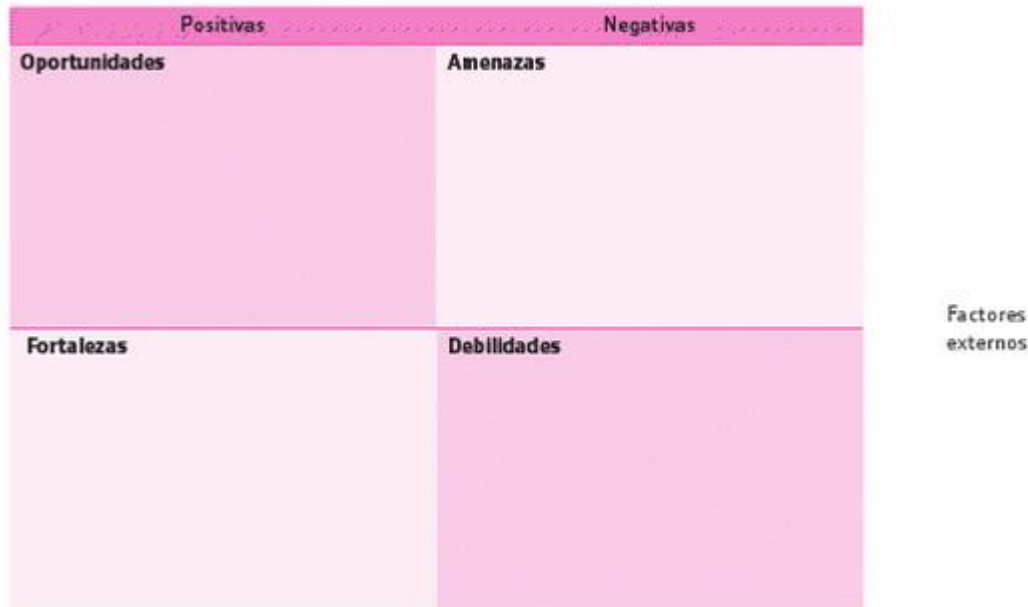 Positivas Negativas
Oportunidades Amenazas
Factores
externos
Fortalezas Debilidades